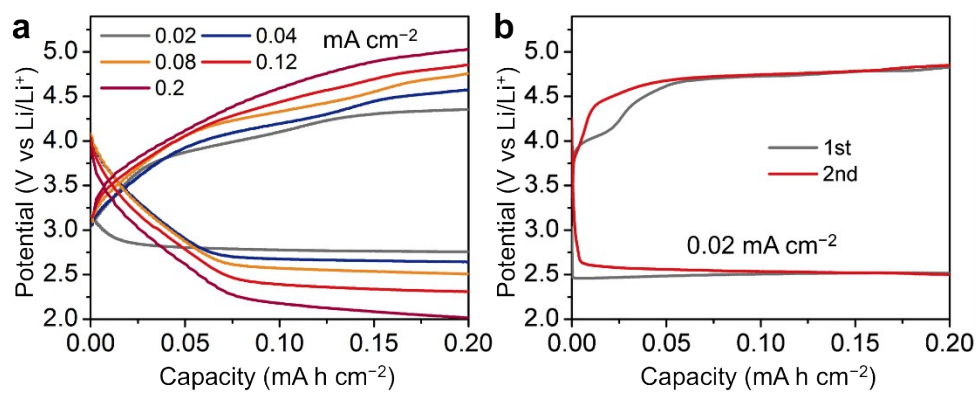 a
0.02
0.04
mA cm⁻²
0.08
0.12
0.2
5.0
4.5
4.0
3.5
3.0
2.5
2.0
Potential (V vs Li/Li⁺)
0.00
0.05
0.10
0.15
0.20
Capacity (mA h cm⁻²)
b
1st
2nd
0.02 mA cm⁻²
5.0
4.5
4.0
3.5
3.0
2.5
2.0
Potential (V vs Li/Li⁺)
0.00
0.05
0.10
0.15
0.20
Capacity (mA h cm⁻²)